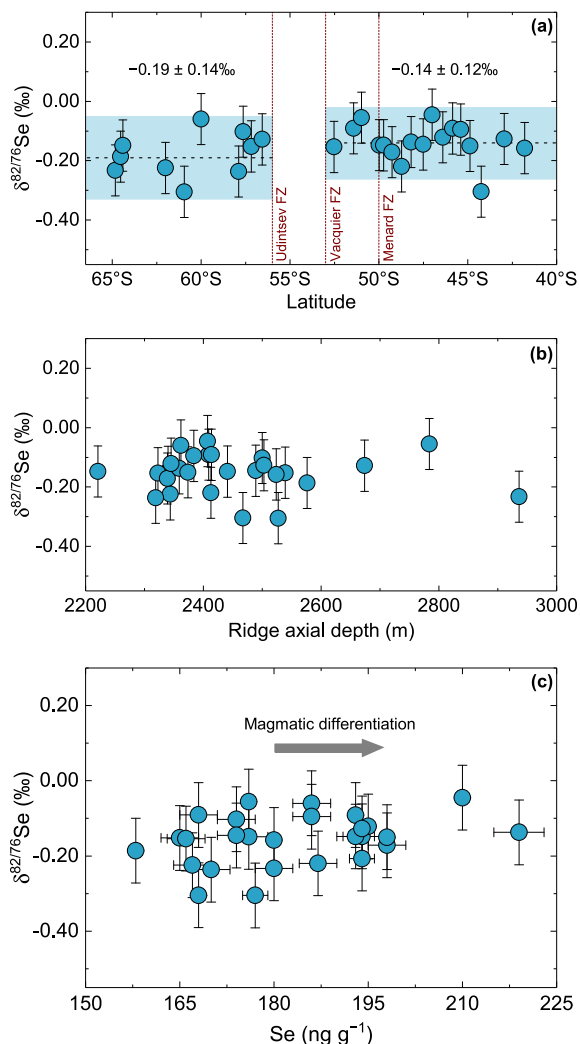 (a)
−0.19 ± 0.14‰
−0.14 ± 0.12‰
0.20
0.00
-0.20
-0.40
δ82/76Se (‰)
Udintsev FZ
Vacquier FZ
Menard FZ
65°S 60°S 55°S 50°S 45°S 40°S
Latitude
(b)
0.20
0.00
-0.20
-0.40
δ82/76Se (‰)
2200 2400 2600 2800 3000
Ridge axial depth (m)
(c)
Magmatic differentiation
0.20
0.00
-0.20
-0.40
δ82/76Se (‰)
150 165 180 195 210 225
Se (ng g−1)